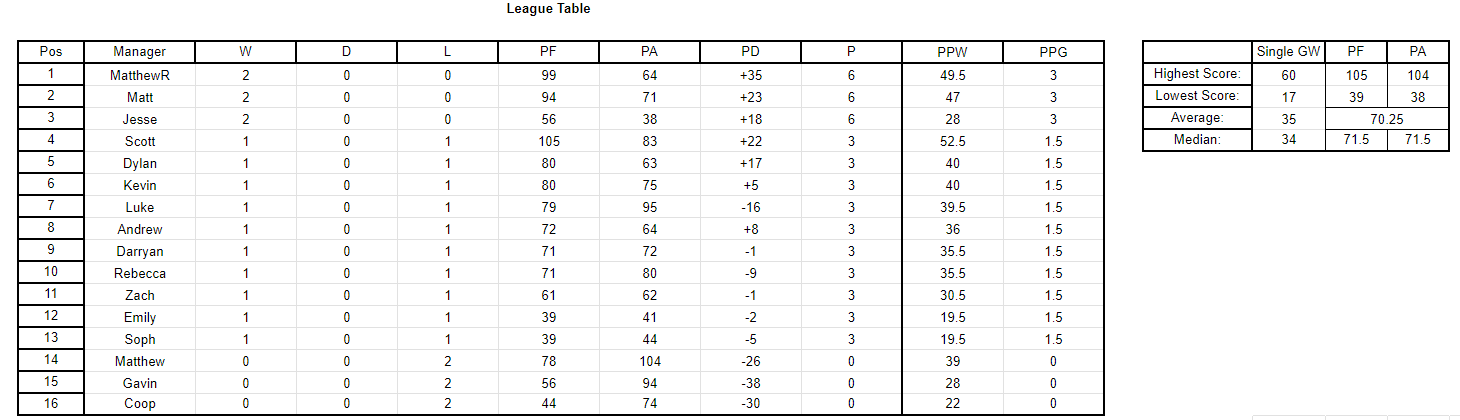 League Table
Pos Manager W D L PF PA PD P PPW PPG
1 MatthewR 2 0 0 99 64 +35 6 49.5 3
2 Matt 2 0 0 94 71 +23 6 47 3
3 Jesse 2 0 0 56 38 +18 6 28 3
4 Scott 1 0 1 105 83 +22 3 52.5 1.5
5 Dylan 1 0 1 80 63 +17 3 40 1.5
6 Kevin 1 0 1 80 75 +5 3 40 1.5
7 Luke 1 0 1 79 95 -16 3 39.5 1.5
8 Andrew 1 0 1 72 64 +8 3 36 1.5
9 Darryan 1 0 1 71 72 -1 3 35.5 1.5
10 Rebecca 1 0 1 71 80 -9 3 35.5 1.5
11 Zach 1 0 1 61 62 -1 3 30.5 1.5
12 Emily 1 0 1 39 41 -2 3 19.5 1.5
13 Soph 1 0 1 39 44 -5 3 19.5 1.5
14 Matthew 0 0 2 78 104 -26 0 39 0
15 Gavin 0 0 2 56 94 -38 0 28 0
16 Coop 0 0 2 44 74 -30 0 22 0
Single GW PF PA
Highest Score: 60 105 104
Lowest Score: 17 39 38
Average: 35 70.25
Median: 34 71.5 71.5